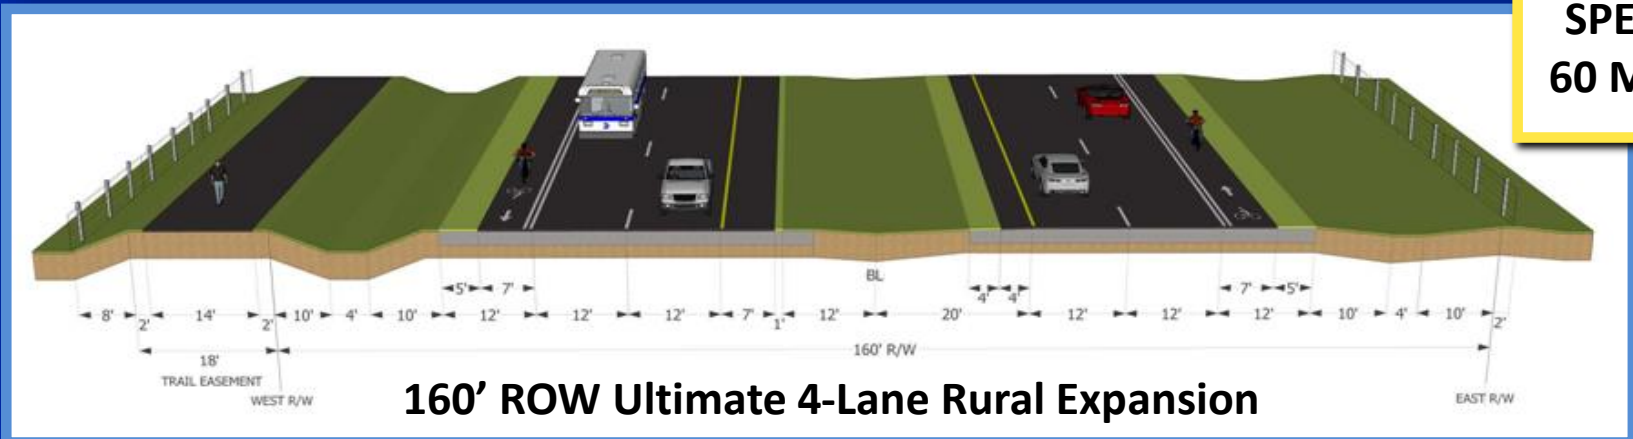 SPE
60 M
BL
5' 7' 4' 4' 7' 5'
8' 2' 14' 2' 10' 4' 10' 12' 12' 12' 7' 1' 12' 20' 12' 12' 12' 10' 4' 10' 2'
18' 160' R/W
TRAIL EASEMENT
WEST R/W EAST R/W
160’ ROW Ultimate 4-Lane Rural Expansion